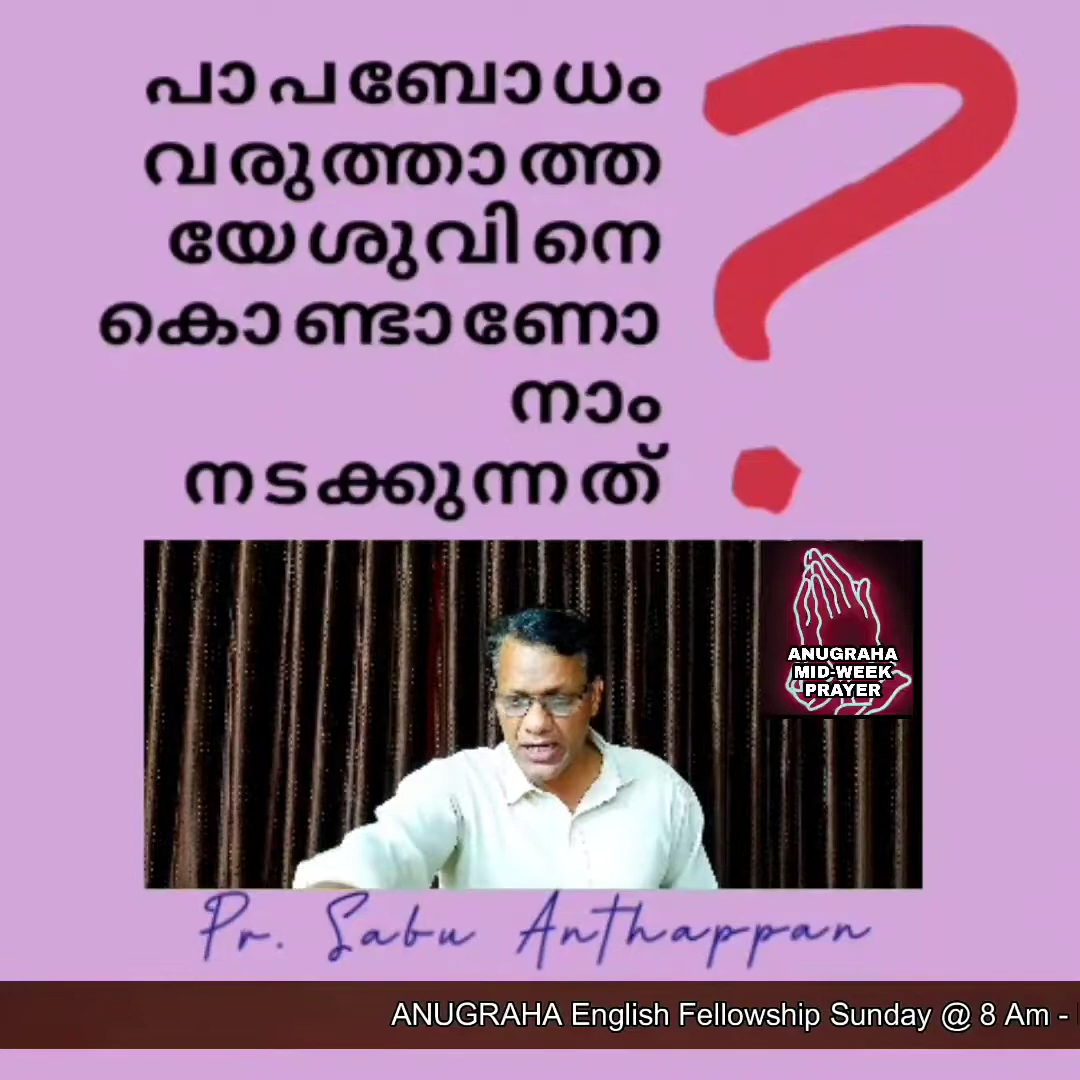 പാപബോധം
വരുത്താത്ത
യേശുവിനെ
കൊണ്ടാണോ
നാം
നടക്കുന്നത്
?
ANUGRAHA
MID-WEEK
PRAYER
Pr. Sabu Anthappan
ANUGRAHA English Fellowship Sunday @ 8 Am -